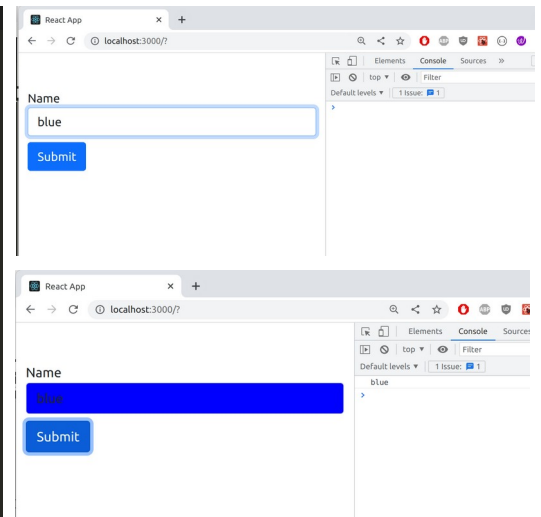 React App
localhost:3000/?
Elements Console Sources
top Filter
Default levels 1 Issue: 1
Name
blue
Submit
React App
localhost:3000/?
Elements Console Sources
top Filter
Default levels 1 Issue: 1
blue
Name
blue
Submit